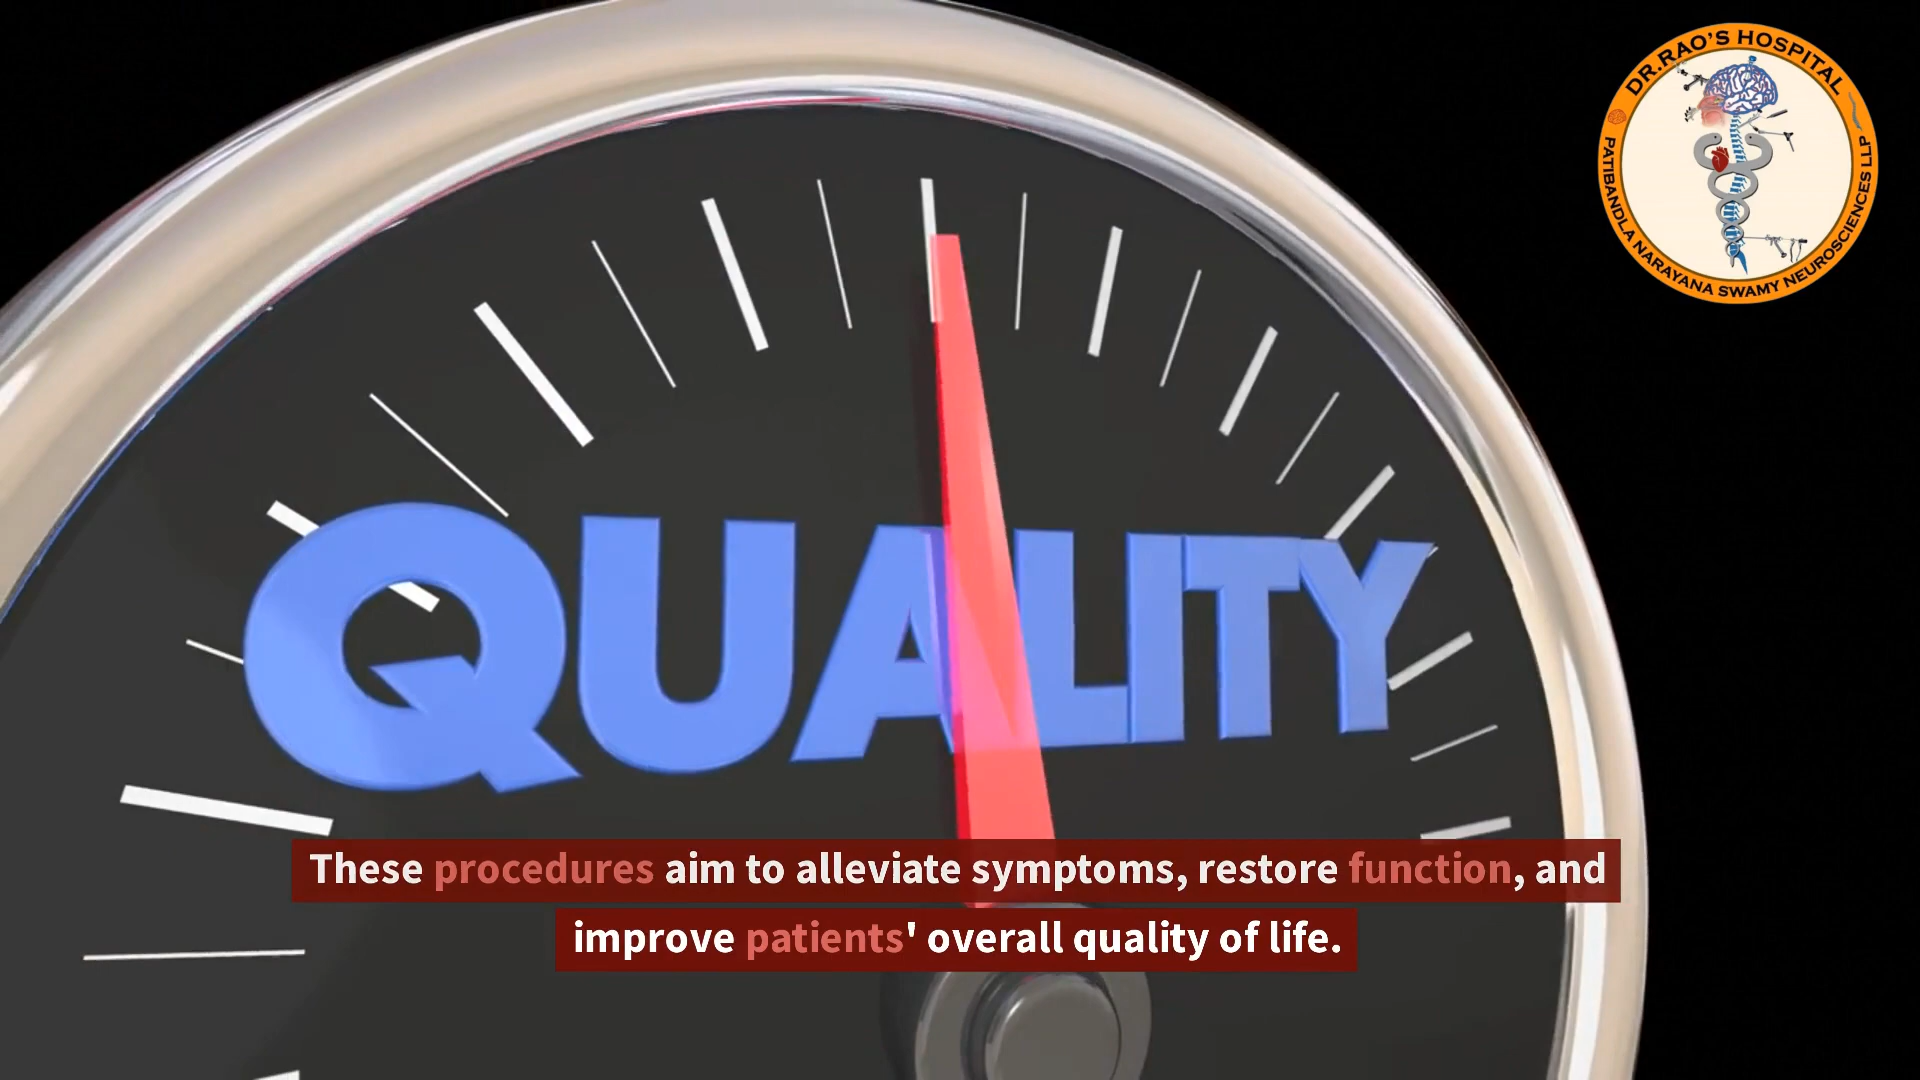 DR.RAO'S HOSPITAL
PATIBANDLA NARAYANA SWAMY NEUROSCIENCES LLP
QUALITY
These procedures aim to alleviate symptoms, restore function, and
improve patients' overall quality of life.